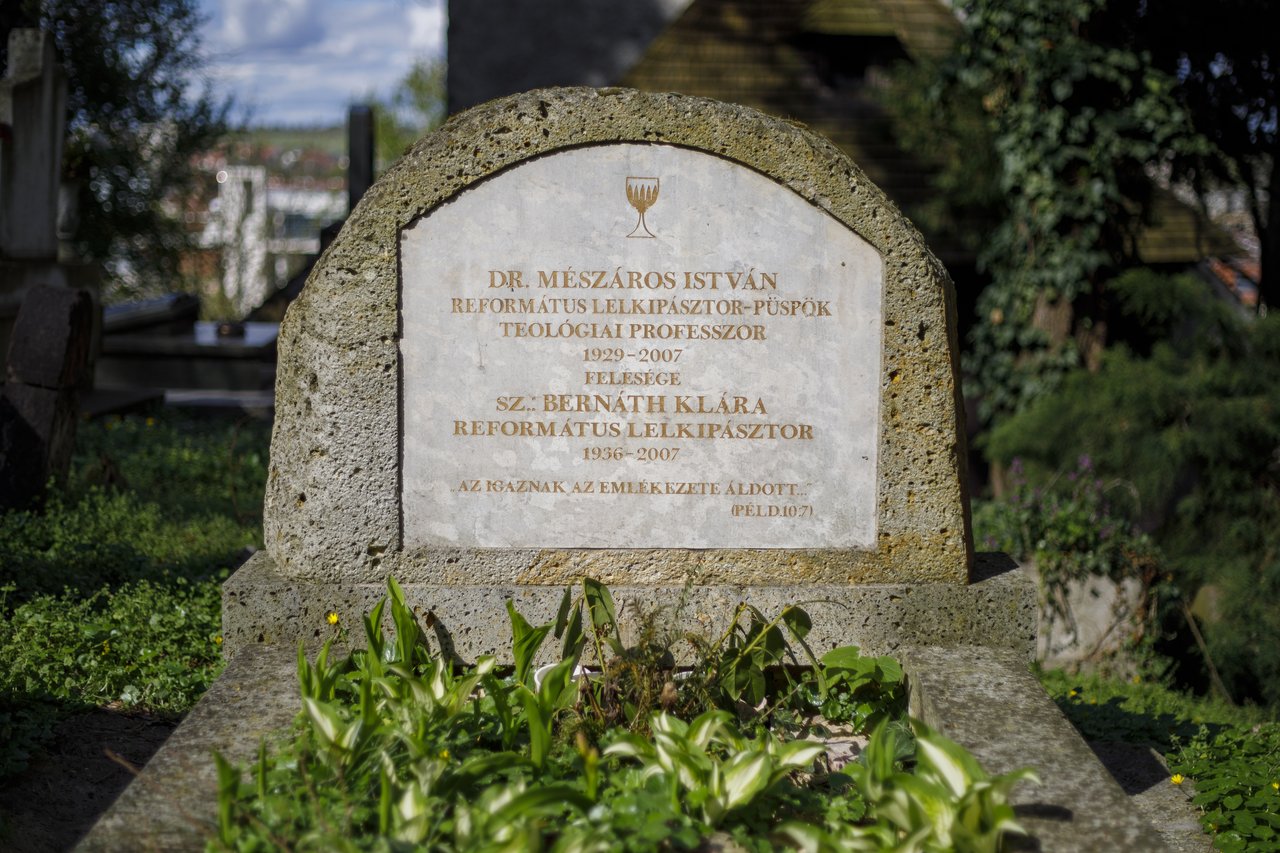 DR. MÉSZÁROS ISTVÁN
REFORMÁTUS LELKIPÁSZTOR-PÜSPÖK
TEOLÓGIAI PROFESSZOR
1929-2007
FELESÉGE
SZ.: BERNÁTH KLÁRA
REFORMÁTUS LELKIPÁSZTOR
1936-2007
„AZ IGAZNAK AZ EMLÉKEZETE ÁLDOTT..."
(PÉLD.10:7)